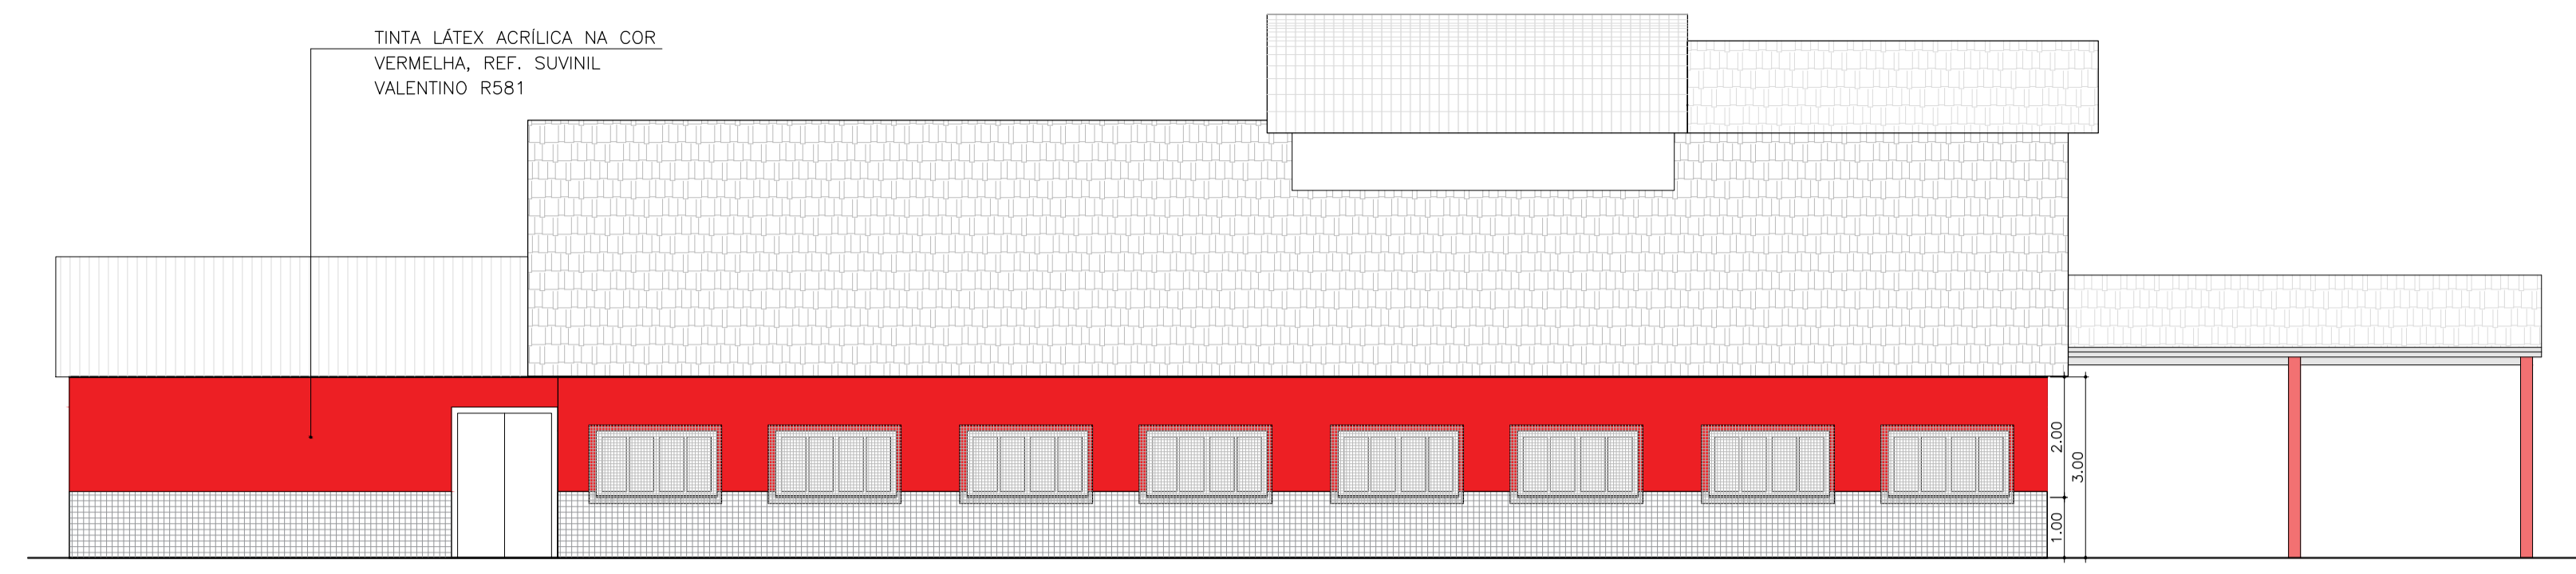 TINTA LÁTEX ACRÍLICA NA COR
VERMELHA, REF. SUVINIL
VALENTINO R581
2.00
3.00
1.00